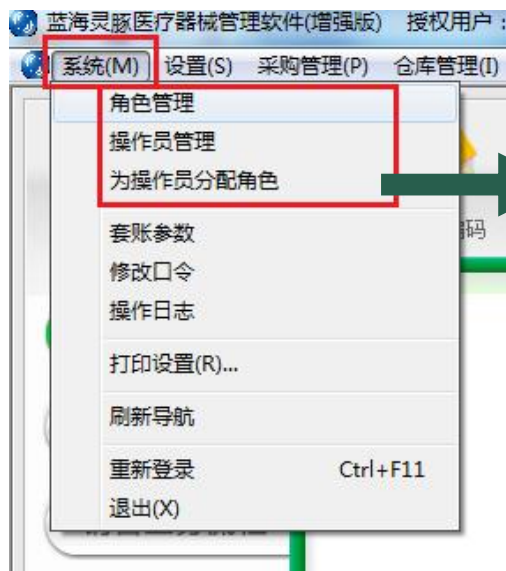 蓝海灵豚医疗器械管理软件(增强版) 授权用户：
系统(M) 设置(S) 采购管理(P) 仓库管理(I)
角色管理
操作员管理
为操作员分配角色
套账参数
修改口令
操作日志
打印设置(R)...
刷新导航
重新登录 Ctrl+F11
退出(X)
码